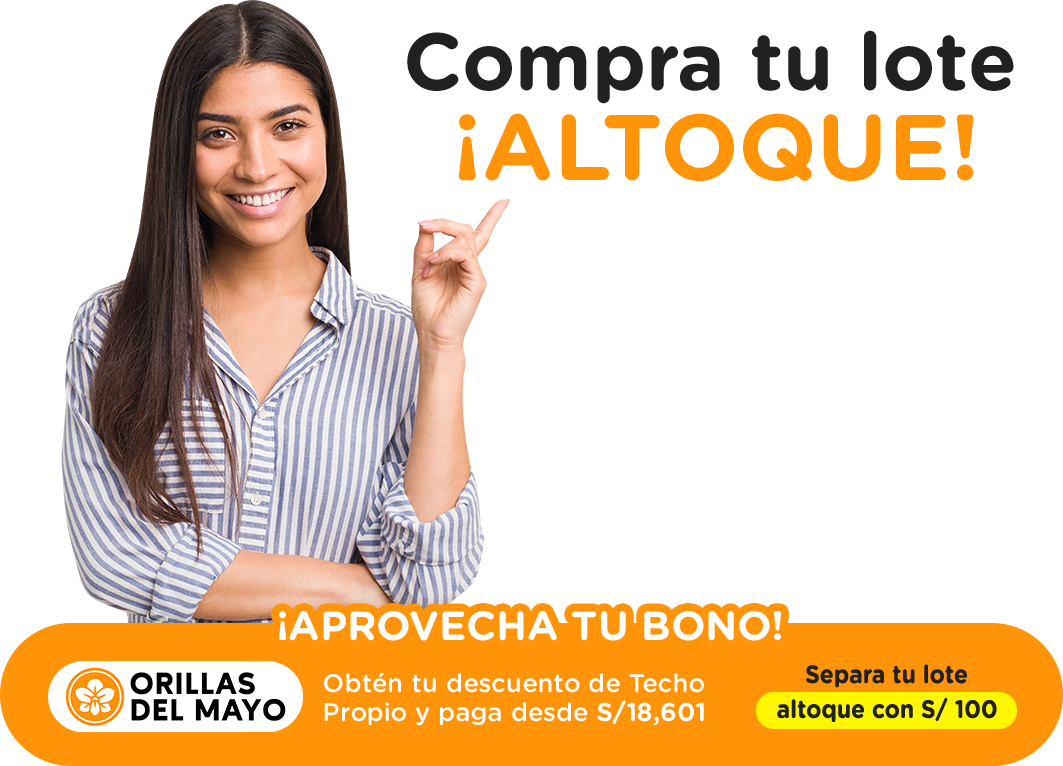 Compra tu lote
¡ALTOQUE!
¡APROVECHA TU BONO!
ORILLAS
DEL MAYO
Obtén tu descuento de Techo
Propio y paga desde S/18,601
Separa tu lote
altoque con S/ 100